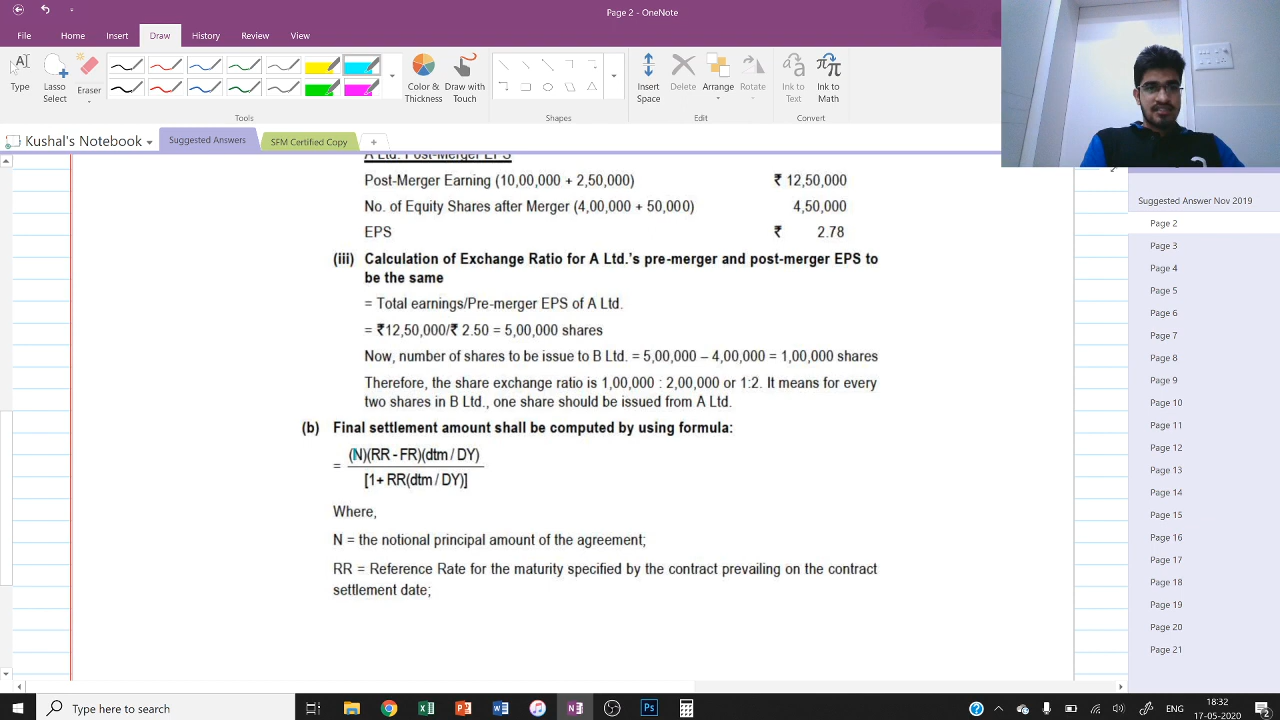 Page 2 - OneNote
File Home Insert Draw History Review View
Type
Lasso Select
Eraser
Color & Thickness
Draw with Touch
Insert Space
Delete
Arrange
Rotate
Ink to Text
Ink to Math
Tools
Shapes
Edit
Convert
Kushal's Notebook
Suggested Answers
SFM Certified Copy
A Ltd. Post-Merger EPS
Post-Merger Earning (10,00,000 + 2,50,000) ₹ 12,50,000
No. of Equity Shares after Merger (4,00,000 + 50,000) 4,50,000
EPS ₹ 2.78
(iii) Calculation of Exchange Ratio for A Ltd.'s pre-merger and post-merger EPS to
be the same
= Total earnings/Pre-merger EPS of A Ltd.
= ₹12,50,000/₹ 2.50 = 5,00,000 shares
Now, number of shares to be issue to B Ltd. = 5,00,000 – 4,00,000 = 1,00,000 shares
Therefore, the share exchange ratio is 1,00,000 : 2,00,000 or 1:2. It means for every
two shares in B Ltd., one share should be issued from A Ltd.
(b) Final settlement amount shall be computed by using formula:
= (N)(RR - FR)(dtm / DY)
[1+ RR(dtm / DY)]
Where,
N = the notional principal amount of the agreement;
RR = Reference Rate for the maturity specified by the contract prevailing on the contract
settlement date;
Suggested Answer Nov 2019
Page 2
Page 3
Page 4
Page 5
Page 6
Page 7
Page 8
Page 9
Page 10
Page 11
Page 12
Page 13
Page 14
Page 15
Page 16
Page 17
Page 18
Page 19
Page 20
Page 21
Type here to search
18:32
17-05-2020